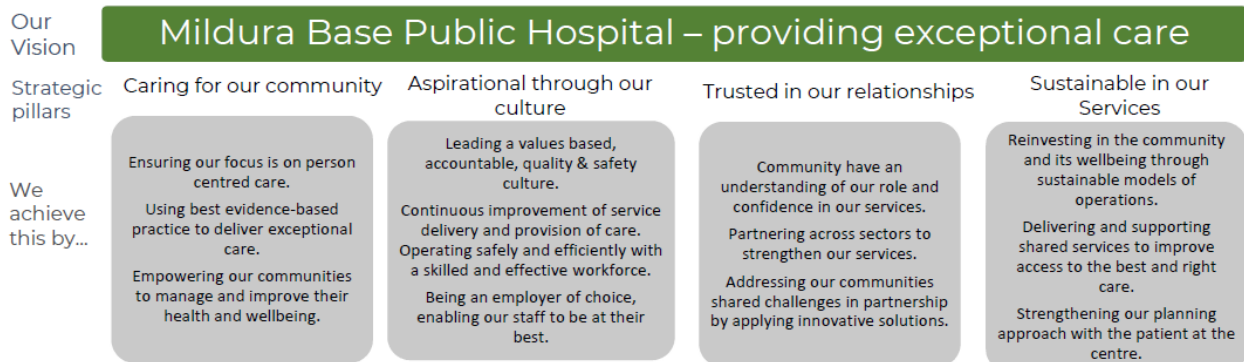 Our
Vision
Mildura Base Public Hospital – providing exceptional care
Strategic
pillars
Caring for our community
Aspirational through our
culture
Trusted in our relationships
Sustainable in our
Services
We
achieve
this by...
Ensuring our focus is on person
centred care.
Using best evidence-based
practice to deliver exceptional
care.
Empowering our communities
to manage and improve their
health and wellbeing.
Leading a values based,
accountable, quality & safety
culture.
Continuous improvement of service
delivery and provision of care.
Operating safely and efficiently with
a skilled and effective workforce.
Being an employer of choice,
enabling our staff to be at their
best.
Community have an
understanding of our role and
confidence in our services.
Partnering across sectors to
strengthen our services.
Addressing our communities
shared challenges in partnership
by applying innovative solutions.
Reinvesting in the community
and its wellbeing through
sustainable models of
operations.
Delivering and supporting
shared services to improve
access to the best and right
care.
Strengthening our planning
approach with the patient at the
centre.